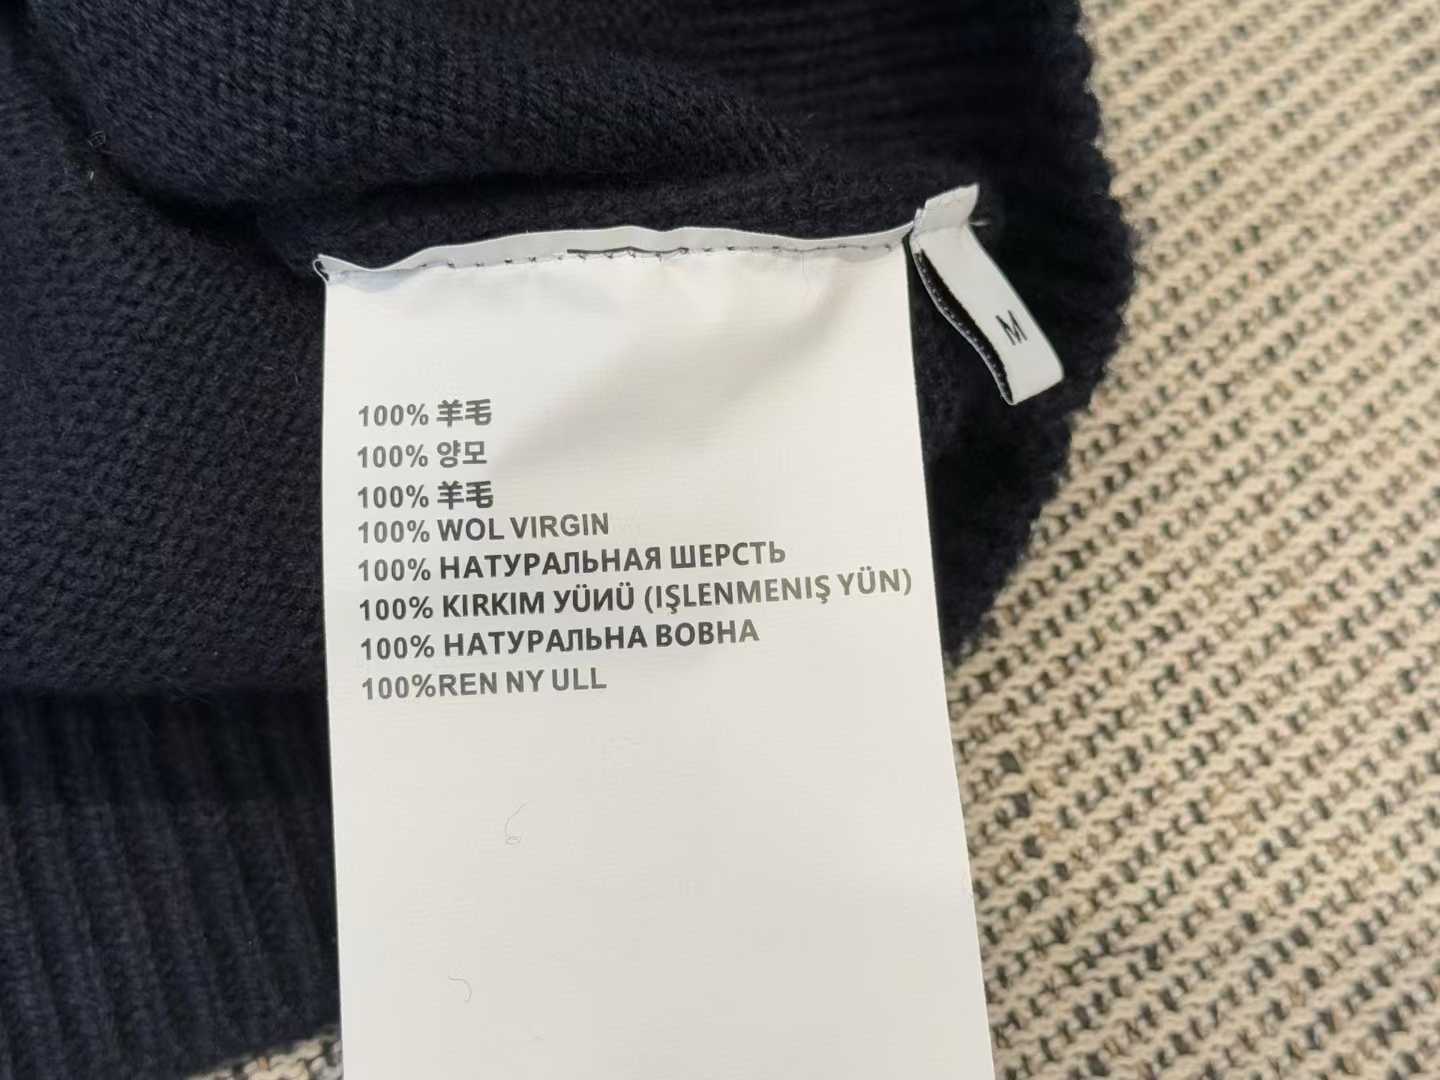 100% 羊毛
100% 양모
100% 羊毛
100% WOL VIRGIN
100% НАТУРАЛЬНАЯ ШЕРСТЬ
100% KIRKIM УÜИÜ (IŞLENMENIŞ YÜN)
100% НАТУРАЛЬНА ВОВНА
100%REN NY ULL
M